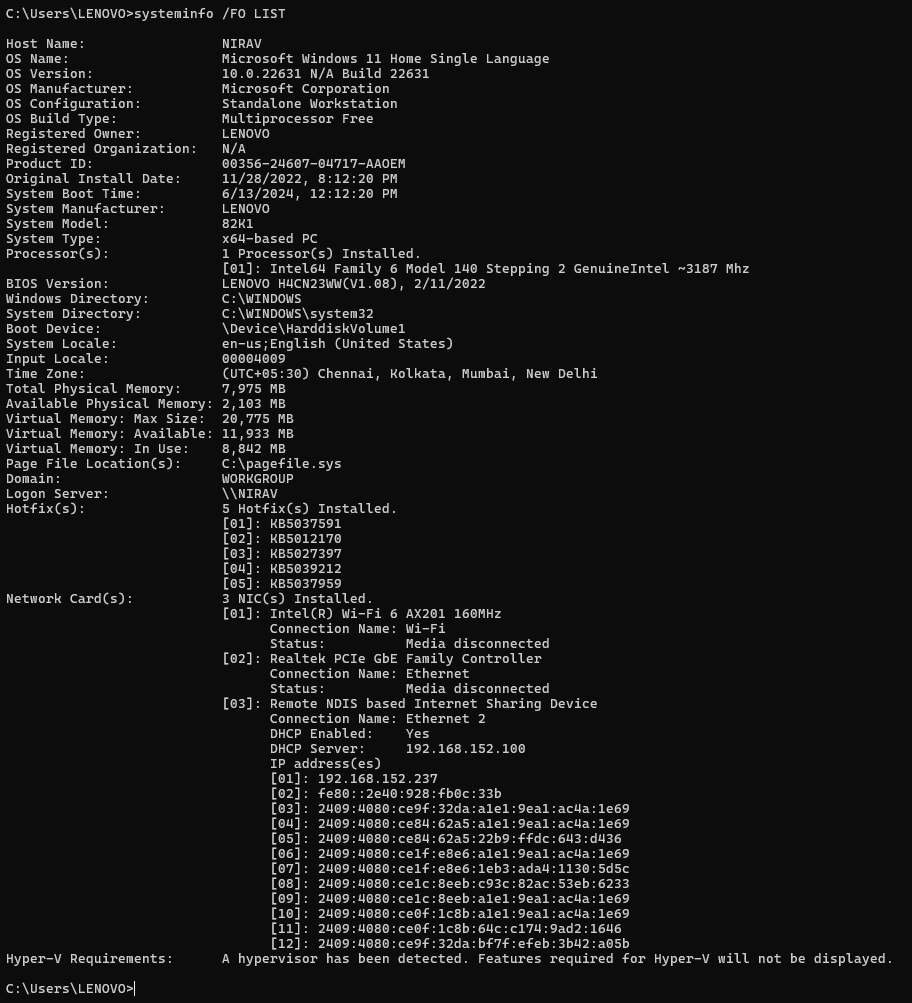 C:\Users\LENOVO>systeminfo /FO LIST
Host Name: NIRAV
OS Name: Microsoft Windows 11 Home Single Language
OS Version: 10.0.22631 N/A Build 22631
OS Manufacturer: Microsoft Corporation
OS Configuration: Standalone Workstation
OS Build Type: Multiprocessor Free
Registered Owner: LENOVO
Registered Organization: N/A
Product ID: 00356-24607-04717-AAOEM
Original Install Date: 11/28/2022, 8:12:20 PM
System Boot Time: 6/13/2024, 12:12:20 PM
System Manufacturer: LENOVO
System Model: 82K1
System Type: x64-based PC
Processor(s): 1 Processor(s) Installed.
[01]: Intel64 Family 6 Model 140 Stepping 2 GenuineIntel ~3187 Mhz
BIOS Version: LENOVO H4CN23WW(V1.08), 2/11/2022
Windows Directory: C:\WINDOWS
System Directory: C:\WINDOWS\system32
Boot Device: \Device\HarddiskVolume1
System Locale: en-us;English (United States)
Input Locale: 00004009
Time Zone: (UTC+05:30) Chennai, Kolkata, Mumbai, New Delhi
Total Physical Memory: 7,975 MB
Available Physical Memory: 2,103 MB
Virtual Memory: Max Size: 20,775 MB
Virtual Memory: Available: 11,933 MB
Virtual Memory: In Use: 8,842 MB
Page File Location(s): C:\pagefile.sys
Domain: WORKGROUP
Logon Server: \\NIRAV
Hotfix(s): 5 Hotfix(s) Installed.
[01]: KB5037591
[02]: KB5012170
[03]: KB5027397
[04]: KB5039212
[05]: KB5037959
Network Card(s): 3 NIC(s) Installed.
[01]: Intel(R) Wi-Fi 6 AX201 160MHz
Connection Name: Wi-Fi
Status: Media disconnected
[02]: Realtek PCIe GbE Family Controller
Connection Name: Ethernet
Status: Media disconnected
[03]: Remote NDIS based Internet Sharing Device
Connection Name: Ethernet 2
DHCP Enabled: Yes
DHCP Server: 192.168.152.100
IP address(es)
[01]: 192.168.152.237
[02]: fe80::2e40:928:fb0c:33b
[03]: 2409:4080:ce9f:32da:a1e1:9ea1:ac4a:1e69
[04]: 2409:4080:ce84:62a5:a1e1:9ea1:ac4a:1e69
[05]: 2409:4080:ce84:62a5:22b9:ffdc:643:d436
[06]: 2409:4080:ce1f:e8e6:a1e1:9ea1:ac4a:1e69
[07]: 2409:4080:ce1f:e8e6:1eb3:ada4:1130:5d5c
[08]: 2409:4080:ce1c:8eeb:c93c:82ac:53eb:6233
[09]: 2409:4080:ce1c:8eeb:a1e1:9ea1:ac4a:1e69
[10]: 2409:4080:ce0f:1c8b:a1e1:9ea1:ac4a:1e69
[11]: 2409:4080:ce0f:1c8b:64c:c174:9ad2:1646
[12]: 2409:4080:ce9f:32da:bf7f:efeb:3b42:a05b
Hyper-V Requirements: A hypervisor has been detected. Features required for Hyper-V will not be displayed.
C:\Users\LENOVO>